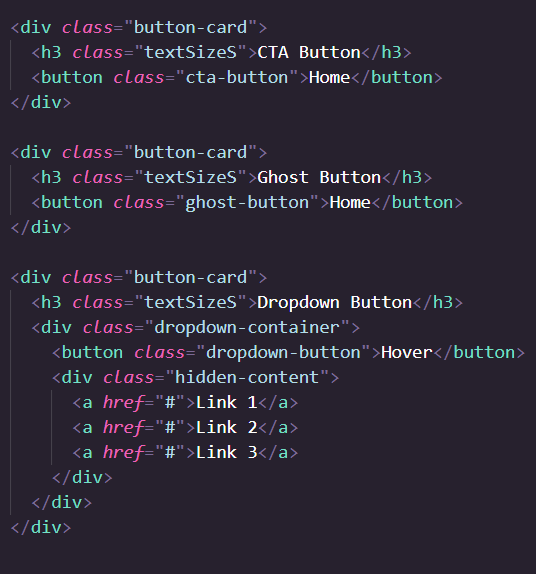 <div class="button-card">
  <h3 class="textSizeS">CTA Button</h3>
  <button class="cta-button">Home</button>
</div>

<div class="button-card">
  <h3 class="textSizeS">Ghost Button</h3>
  <button class="ghost-button">Home</button>
</div>

<div class="button-card">
  <h3 class="textSizeS">Dropdown Button</h3>
  <div class="dropdown-container">
    <button class="dropdown-button">Hover</button>
    <div class="hidden-content">
      <a href="#">Link 1</a>
      <a href="#">Link 2</a>
      <a href="#">Link 3</a>
    </div>
  </div>
</div>